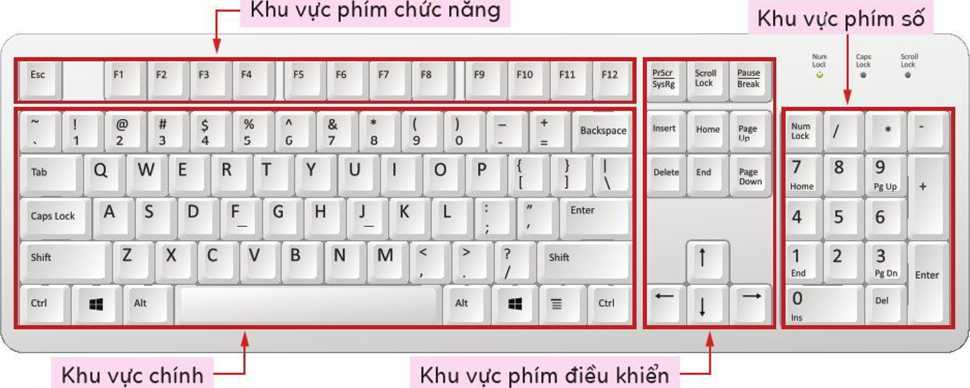 Khu vực phím chức năng
Khu vực phím số
Num Lock Caps Lock Scroll Lock
Esc F1 F2 F3 F4 F5 F6 F7 F8 F9 F10 F11 F12 PrScr SysRg Scroll Lock Pause Break
~ ` ! 1 @ 2 # 3 $ 4 % 5 ^ 6 & 7 * 8 ( 9 ) 0 – - + = Backspace Insert Home Page Up Num Lock / * -
Tab Q W E R T Y U I O P { [ } ] | \ Delete End Page Down 7 Home 8 9 Pg Up +
Caps Lock A S D F _ G H J _ K L : ; " , Enter 4 5 6
Shift Z X C V B N M < , > . ? / Shift ↑ 1 End 2 3 Pg Dn Enter
Ctrl Alt Alt Ctrl ← ↓ → 0 Ins Del
Khu vực chính
Khu vực phím điều khiển